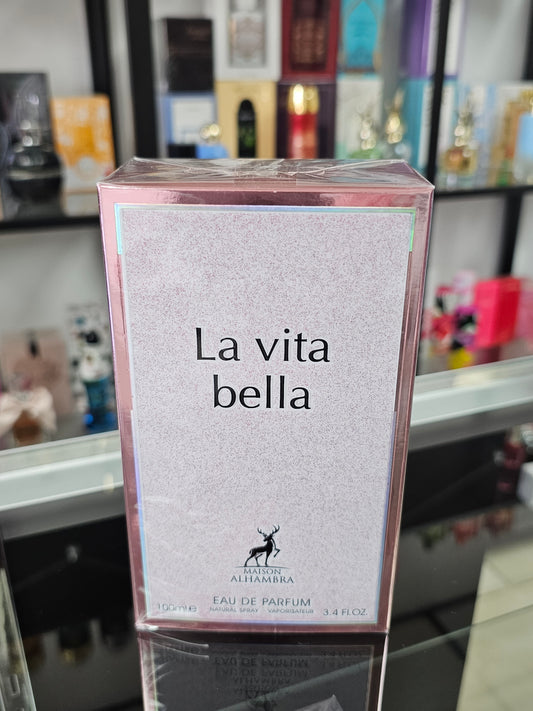 La vita
bella
MAISON
ALHAMBRA
EAU DE PARFUM
100ml e NATURAL SPRAY - VAPORISATEUR 3.4 FL.OZ.